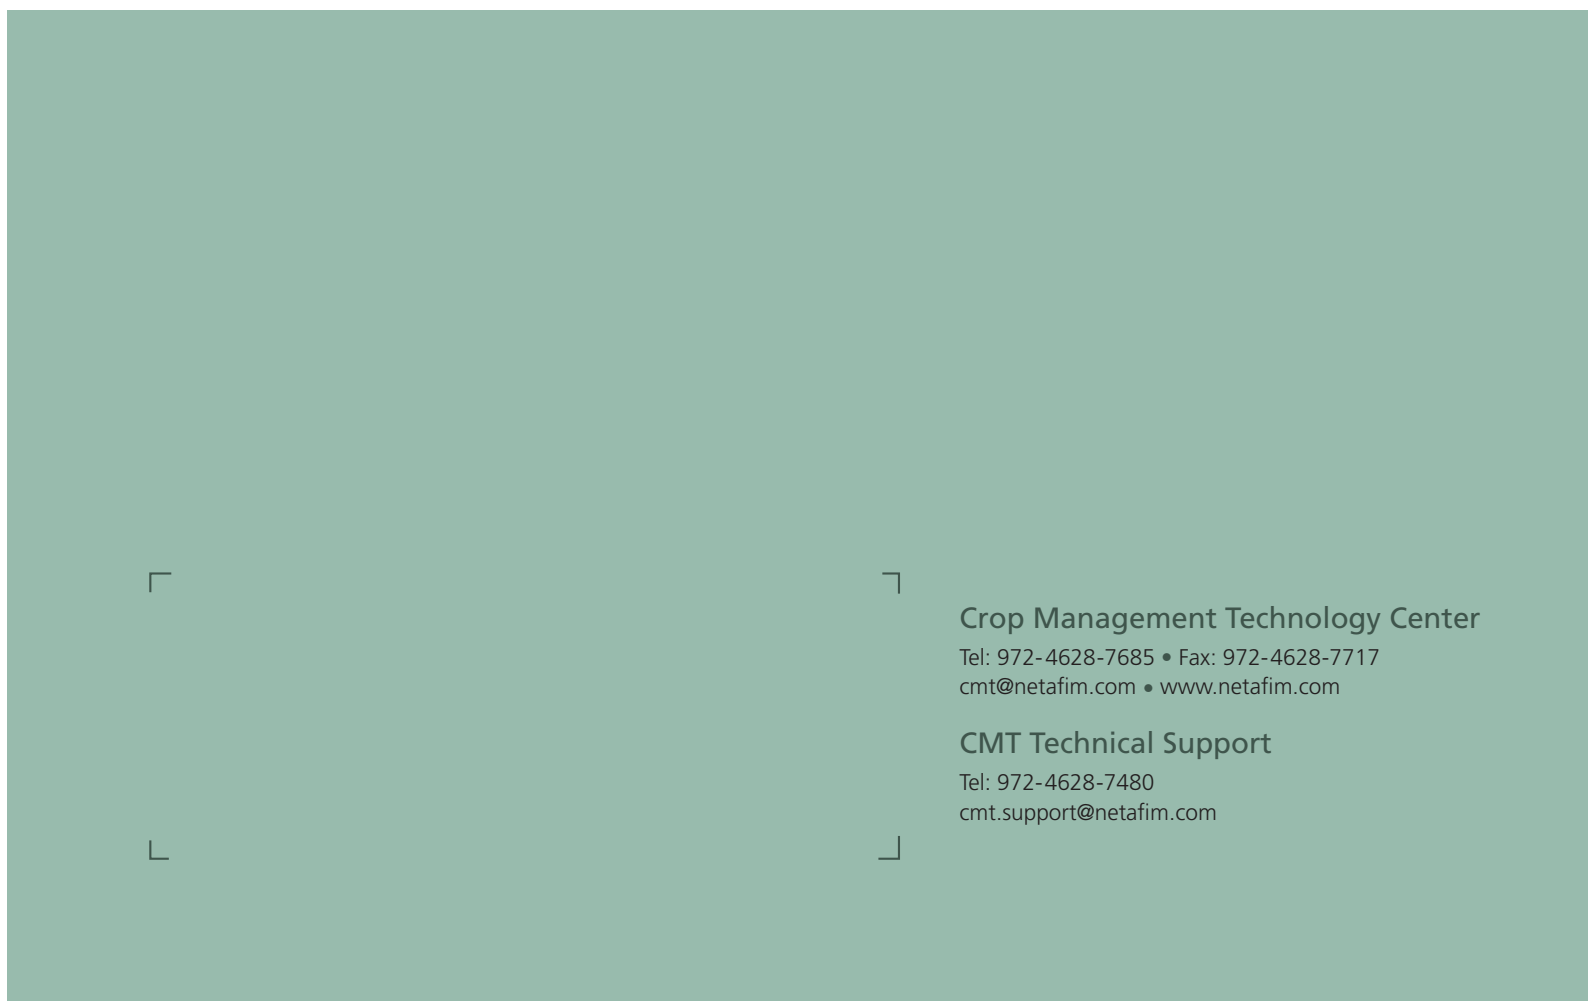 Crop Management Technology Center
Tel: 972-4628-7685 • Fax: 972-4628-7717
cmt@netafim.com • www.netafim.com
CMT Technical Support
Tel: 972-4628-7480
cmt.support@netafim.com